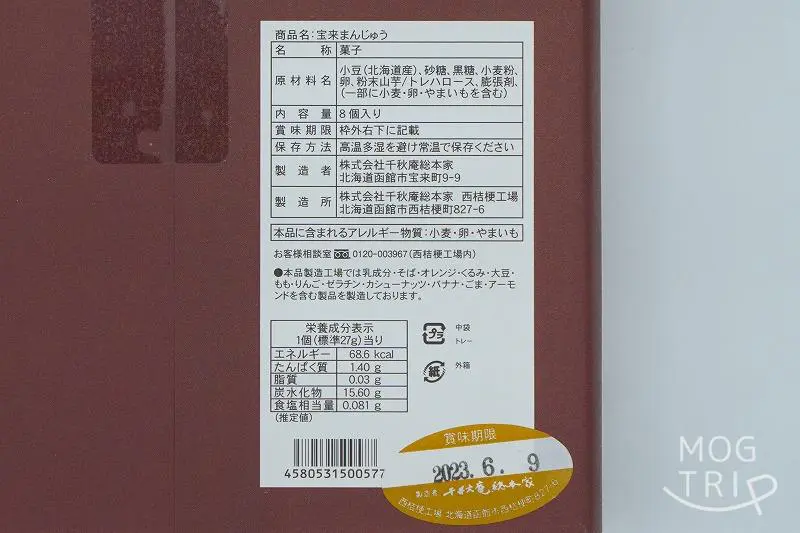 商品名:宝来まんじゅう
名 称 菓子
原材料名 小豆(北海道産)、砂糖、黒糖、小麦粉、
卵、粉末山芋/トレハロース、膨張剤、
(一部に小麦・卵・やまいもを含む)
内容量 8個入り
賞味期限 枠外右下に記載
保存方法 高温多湿を避け常温で保存ください
製造者 株式会社千秋庵総本家
北海道函館市宝来町9-9
製造所 株式会社千秋庵総本家 西桔梗工場
北海道函館市西桔梗町827-6
本品に含まれるアレルギー物質:小麦・卵・やまいも
お客様相談室 0120-003967(西桔梗工場内)
●本品製造工場では乳成分・そば・オレンジ・くるみ・大豆・
もも・りんご・ゼラチン・カシューナッツ・バナナ・ごま・アーモ
ンドを含む製品を製造しております。
栄養成分表示
1個(標準27g)当り
エネルギー 68.6 kcal
たんぱく質 1.40 g
脂質 0.03 g
炭水化物 15.60 g
食塩相当量 0.081 g
(推定値)
プラ 中袋
トレー
紙 外箱
4580531500577
賞味期限
2023.6.9
製造者 千秋庵総本家
西桔梗工場 北海道函館市西桔梗町827-6
MOG
TRIP